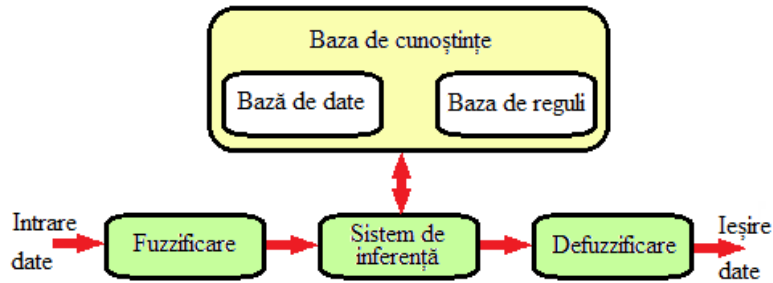 Baza de cunoștințe
Bază de date
Baza de reguli
Intrare
date
Fuzzificare
Sistem de
inferență
Defuzzificare
Ieșire
date